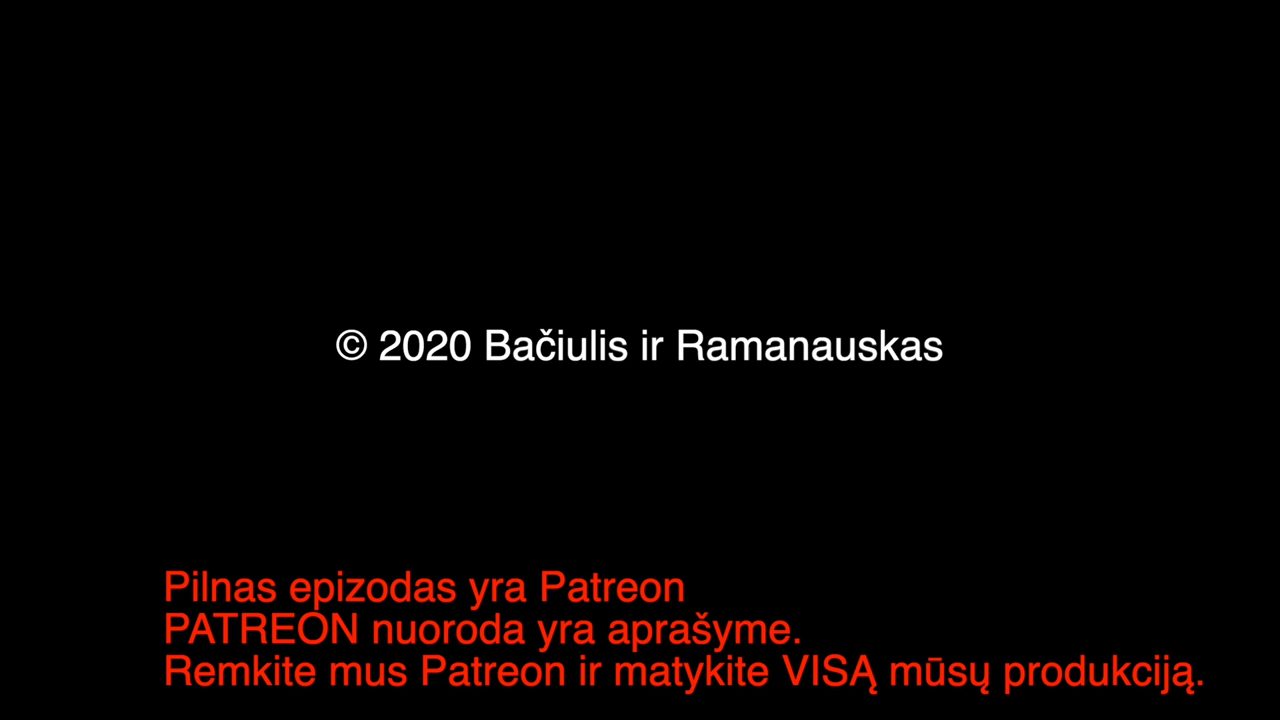 © 2020 Bačiulis ir Ramanauskas
Pilnas epizodas yra Patreon
PATREON nuoroda yra aprašyme.
Remkite mus Patreon ir matykite VISĄ mūsų produkciją.